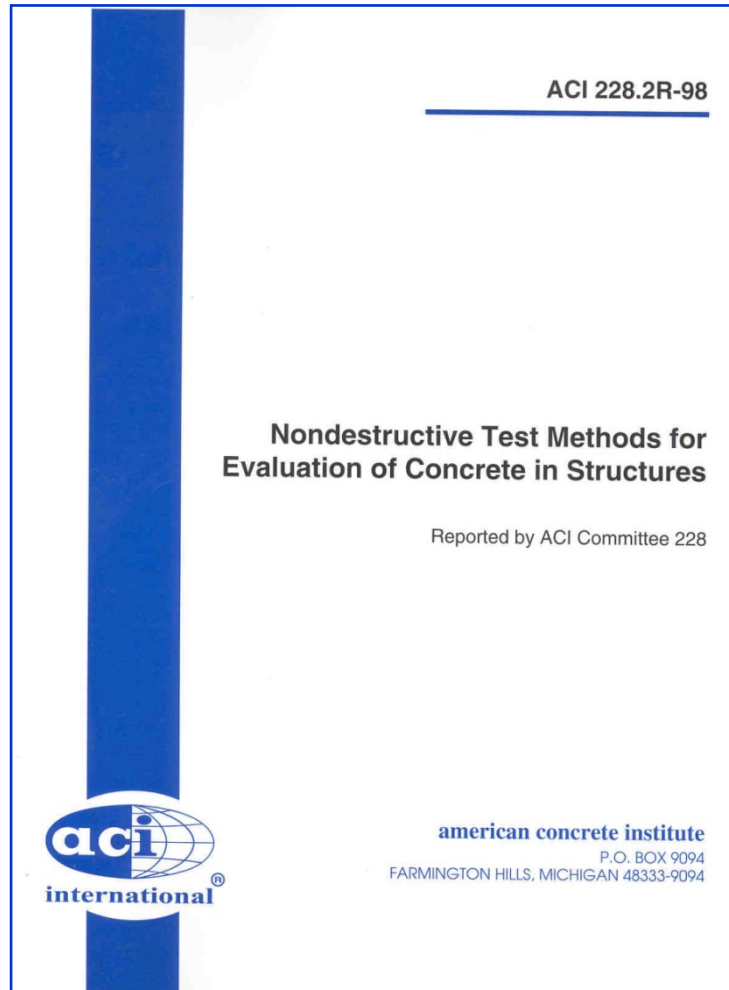 ACI 228.2R-98
Nondestructive Test Methods for
Evaluation of Concrete in Structures
Reported by ACI Committee 228
aci
international®
american concrete institute
P.O. BOX 9094
FARMINGTON HILLS, MICHIGAN 48333-9094